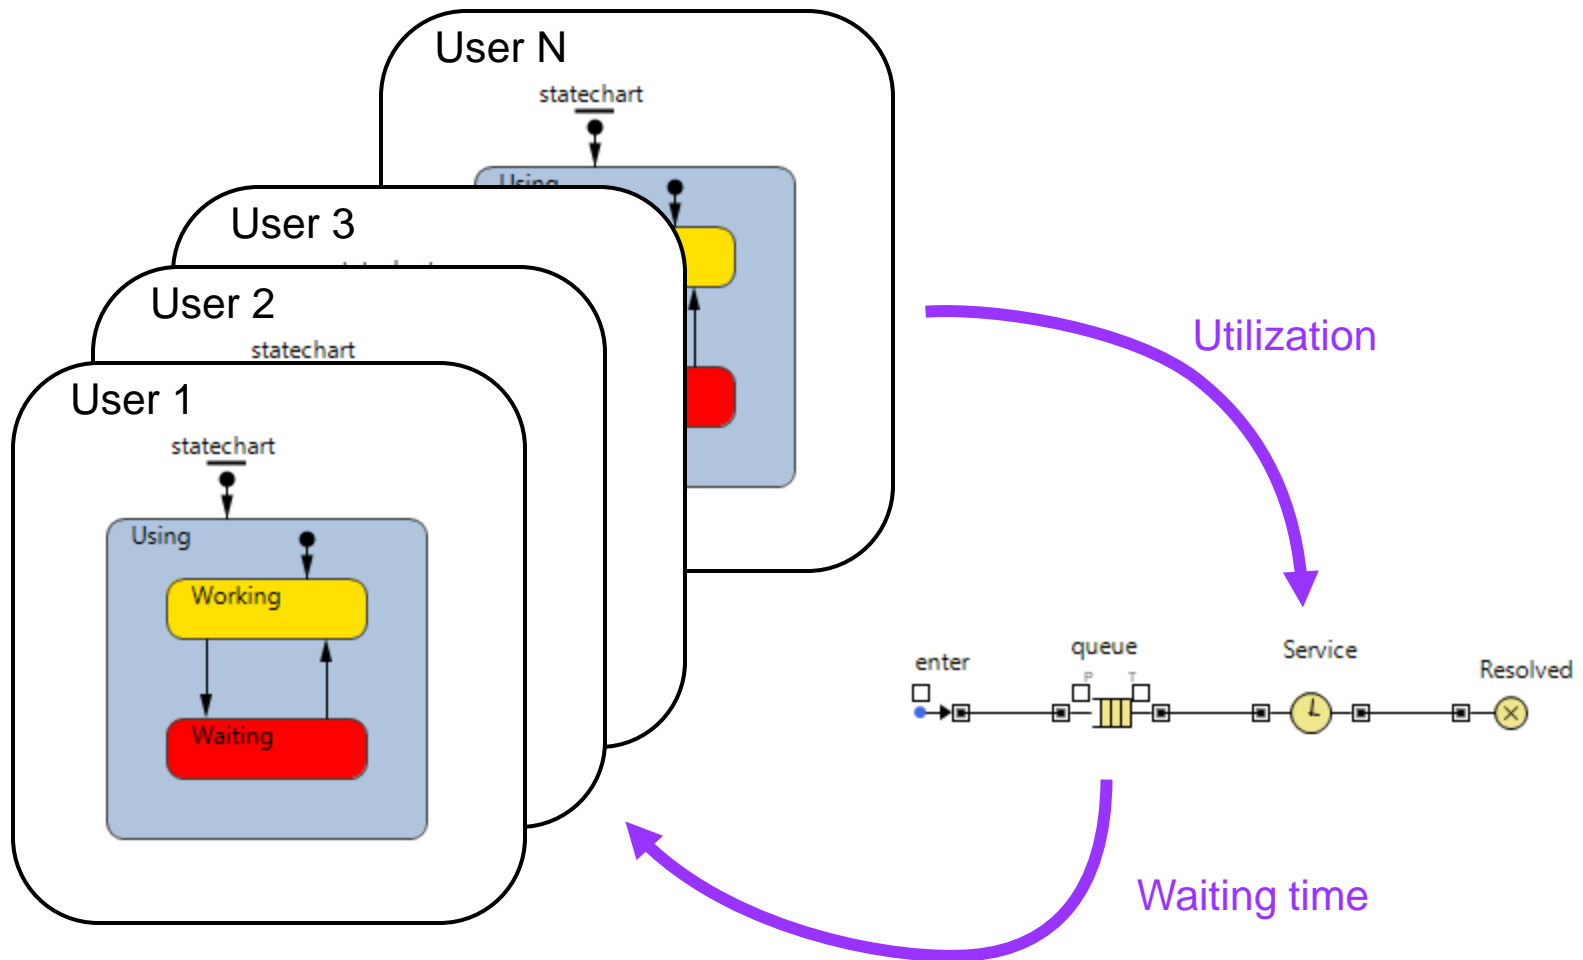 User N
statechart
Using
User 3
User 2
statechart
User 1
statechart
Using
Working
Waiting
Utilization
enter
queue
P T
Service
Resolved
Waiting time